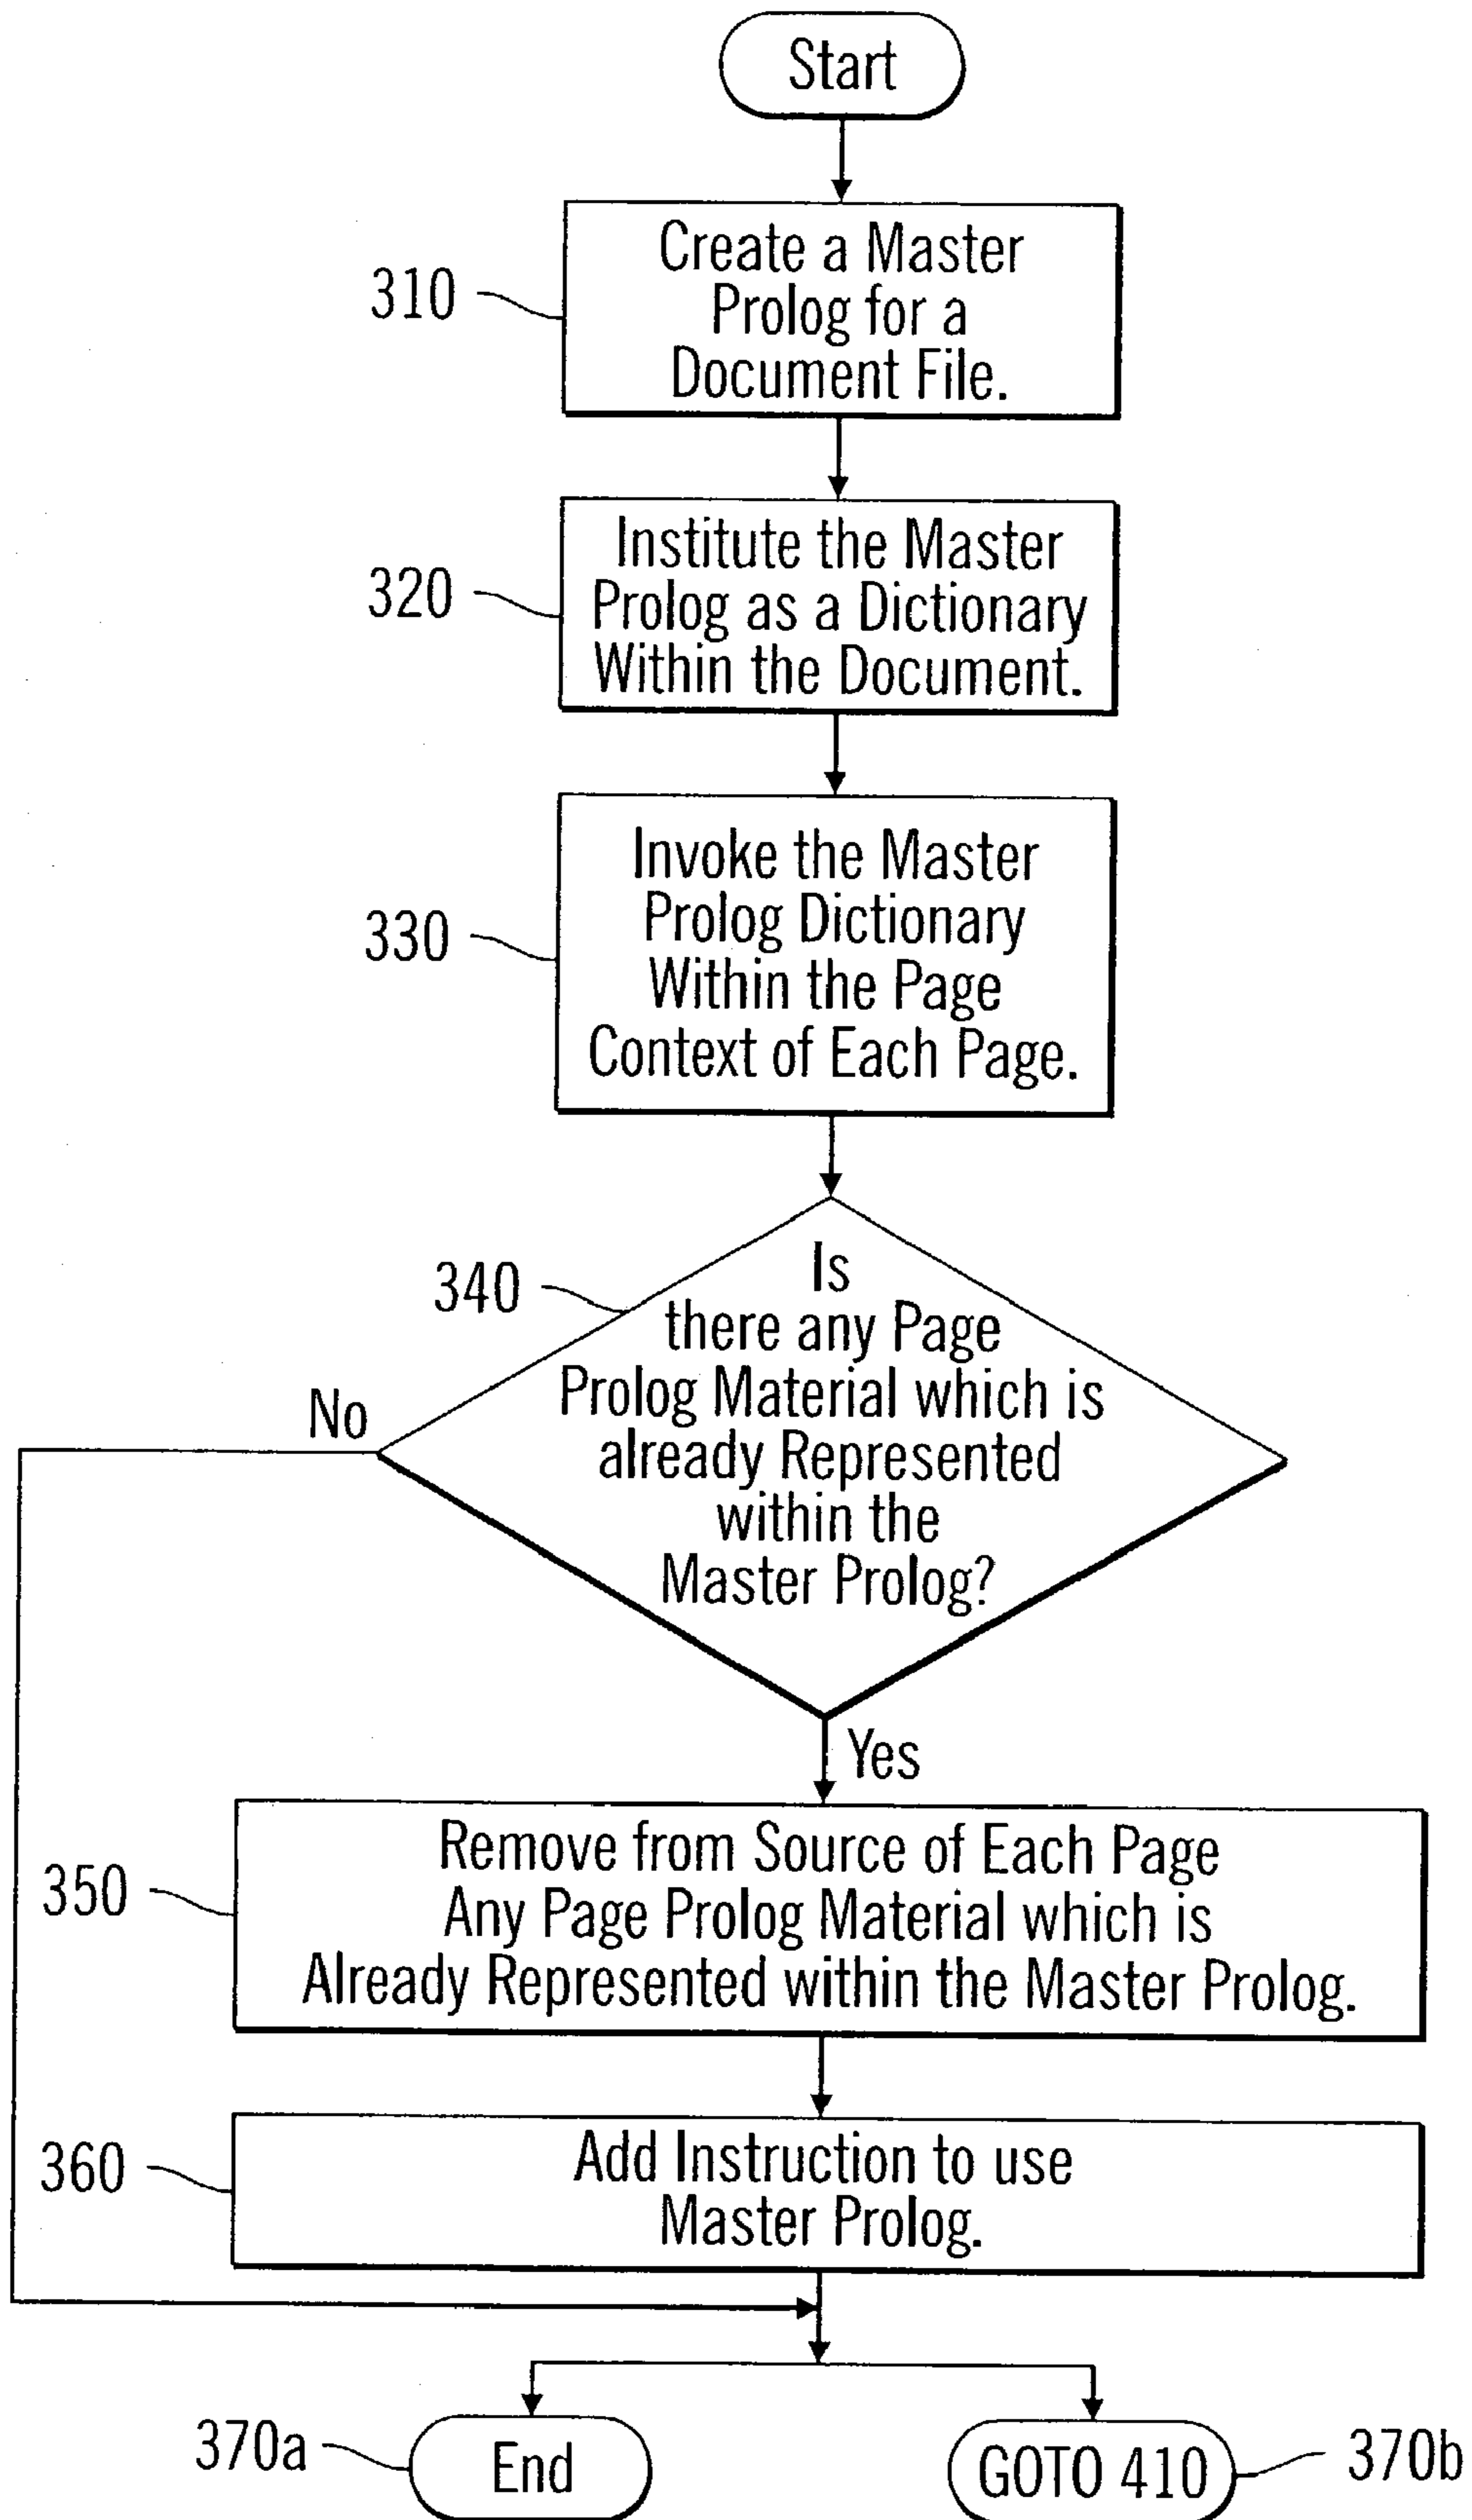 Start
310
Create a Master
Prolog for a
Document File.
320
Institute the Master
Prolog as a Dictionary
Within the Document.
330
Invoke the Master
Prolog Dictionary
Within the Page
Context of Each Page.
340
Is
there any Page
Prolog Material which is
already Represented
within the
Master Prolog?
No
Yes
350
Remove from Source of Each Page
Any Page Prolog Material which is
Already Represented within the Master Prolog.
360
Add Instruction to use
Master Prolog.
370a
End
GOTO 410
370b